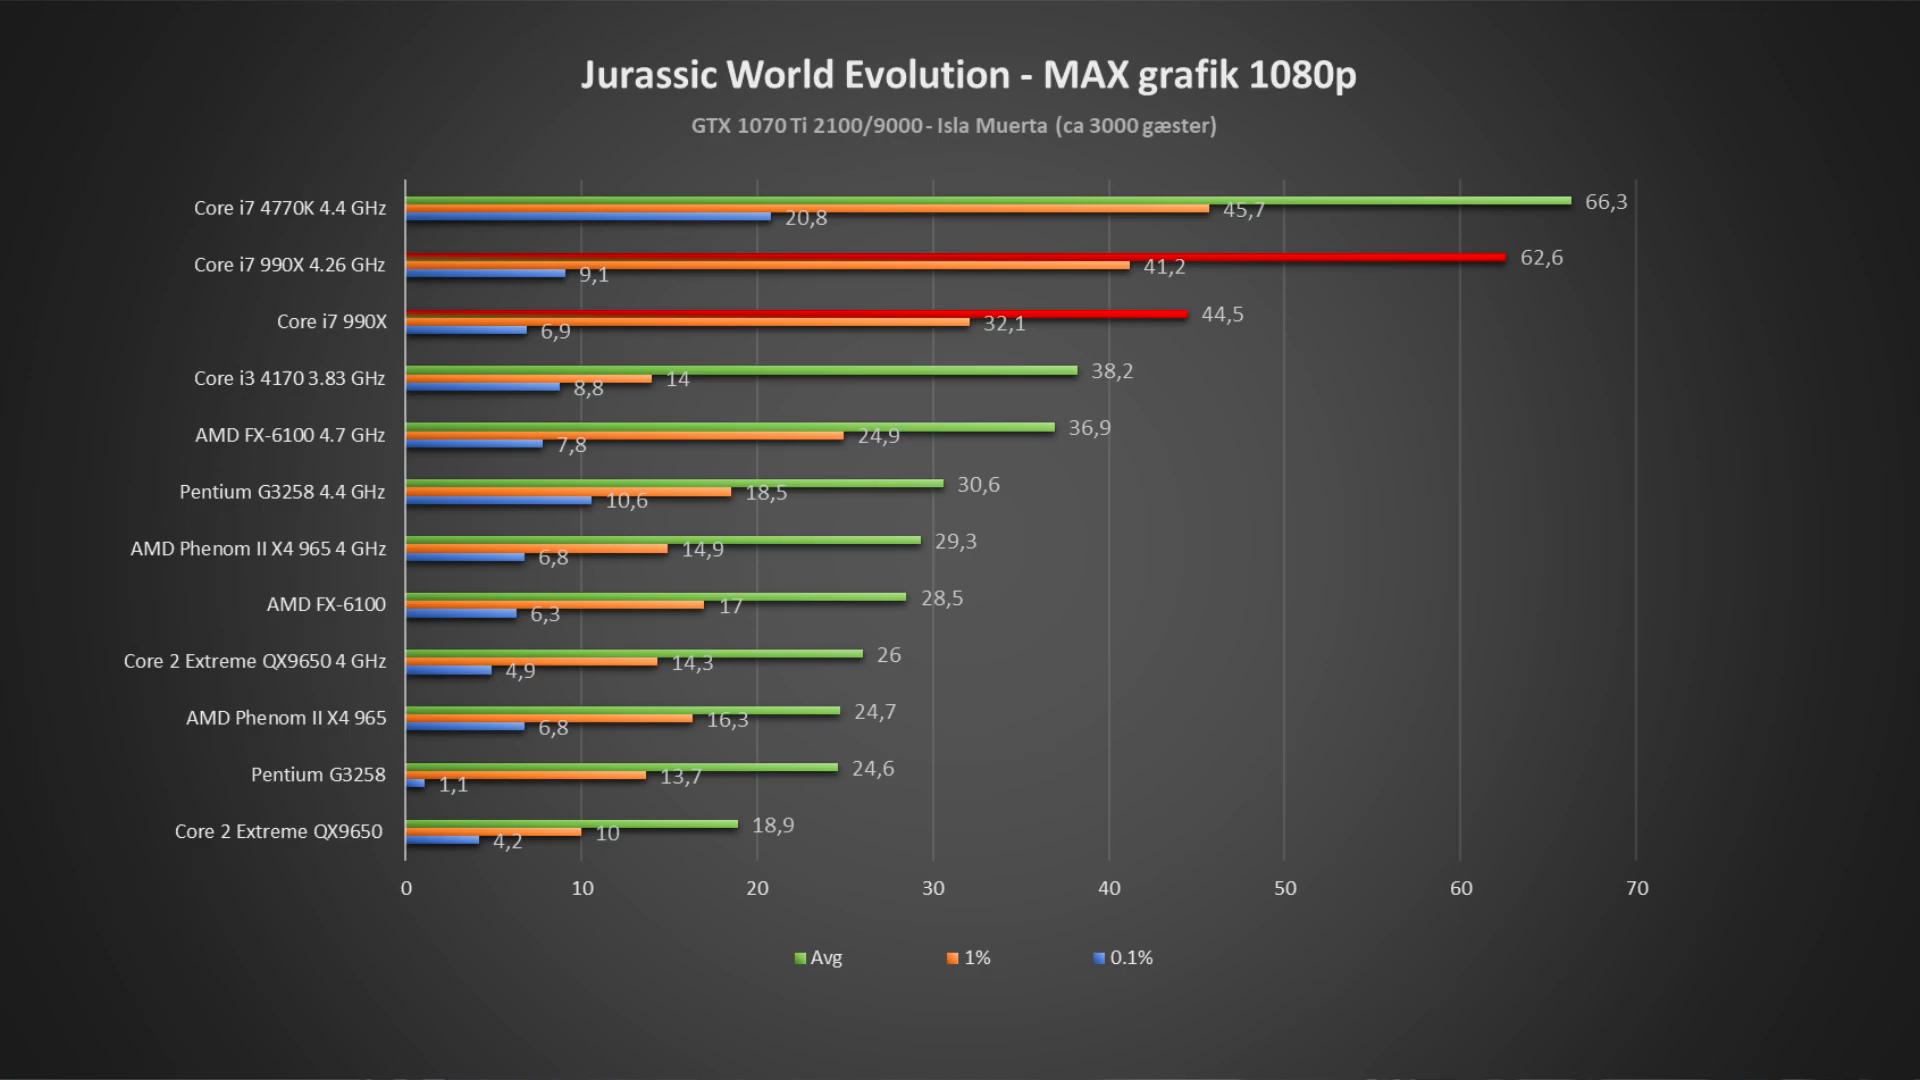 Jurassic World Evolution - MAX grafik 1080p
GTX 1070 Ti 2100/9000 - Isla Muerta (ca 3000 gæster)
Core i7 4770K 4.4 GHz 66,3 45,7 20,8
Core i7 990X 4.26 GHz 62,6 41,2 9,1
Core i7 990X 44,5 32,1 6,9
Core i3 4170 3.83 GHz 38,2 14 8,8
AMD FX-6100 4.7 GHz 36,9 24,9 7,8
Pentium G3258 4.4 GHz 30,6 18,5 10,6
AMD Phenom II X4 965 4 GHz 29,3 14,9 6,8
AMD FX-6100 28,5 17 6,3
Core 2 Extreme QX9650 4 GHz 26 14,3 4,9
AMD Phenom II X4 965 24,7 16,3 6,8
Pentium G3258 24,6 13,7 1,1
Core 2 Extreme QX9650 18,9 10 4,2
0 10 20 30 40 50 60 70
Avg 1% 0.1%